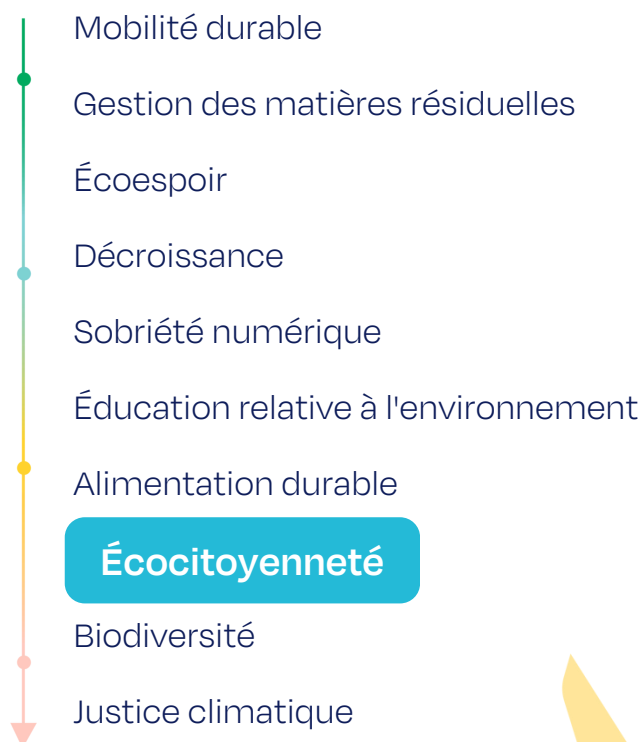 Mobilité durable
Gestion des matières résiduelles
Écoespoir
Décroissance
Sobriété numérique
Éducation relative à l'environnement
Alimentation durable
Écocitoyenneté
Biodiversité
Justice climatique